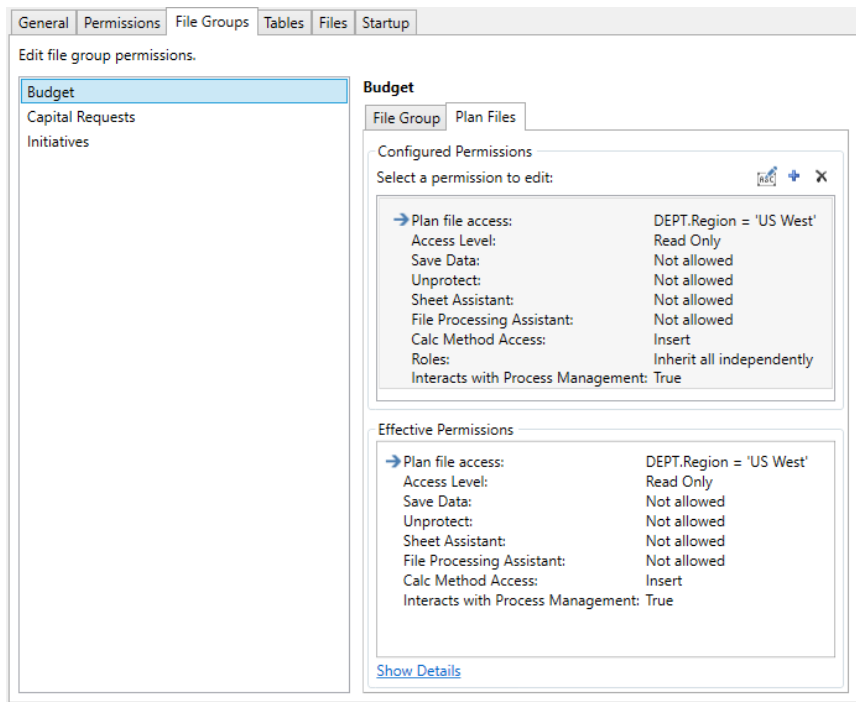 General Permissions File Groups Tables Files Startup
Edit file group permissions.
Budget
Capital Requests
Initiatives
Budget
File Group Plan Files
Configured Permissions
Select a permission to edit:
Plan file access: DEPT.Region = 'US West'
Access Level: Read Only
Save Data: Not allowed
Unprotect: Not allowed
Sheet Assistant: Not allowed
File Processing Assistant: Not allowed
Calc Method Access: Insert
Roles: Inherit all independently
Interacts with Process Management: True
Effective Permissions
Plan file access: DEPT.Region = 'US West'
Access Level: Read Only
Save Data: Not allowed
Unprotect: Not allowed
Sheet Assistant: Not allowed
File Processing Assistant: Not allowed
Calc Method Access: Insert
Interacts with Process Management: True
Show Details